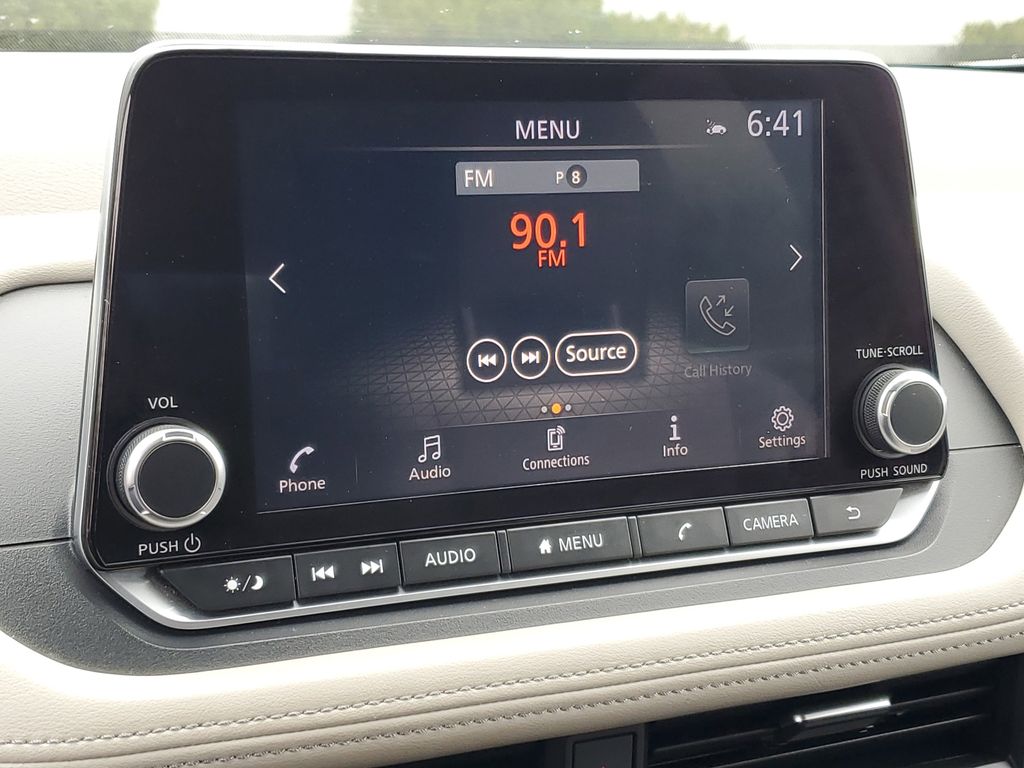 MENU 6:41
FM P 8
90.1
FM
Source
Call History
Phone Audio Connections Info Settings
VOL
PUSH
TUNE·SCROLL
PUSH SOUND
AUDIO MENU CAMERA